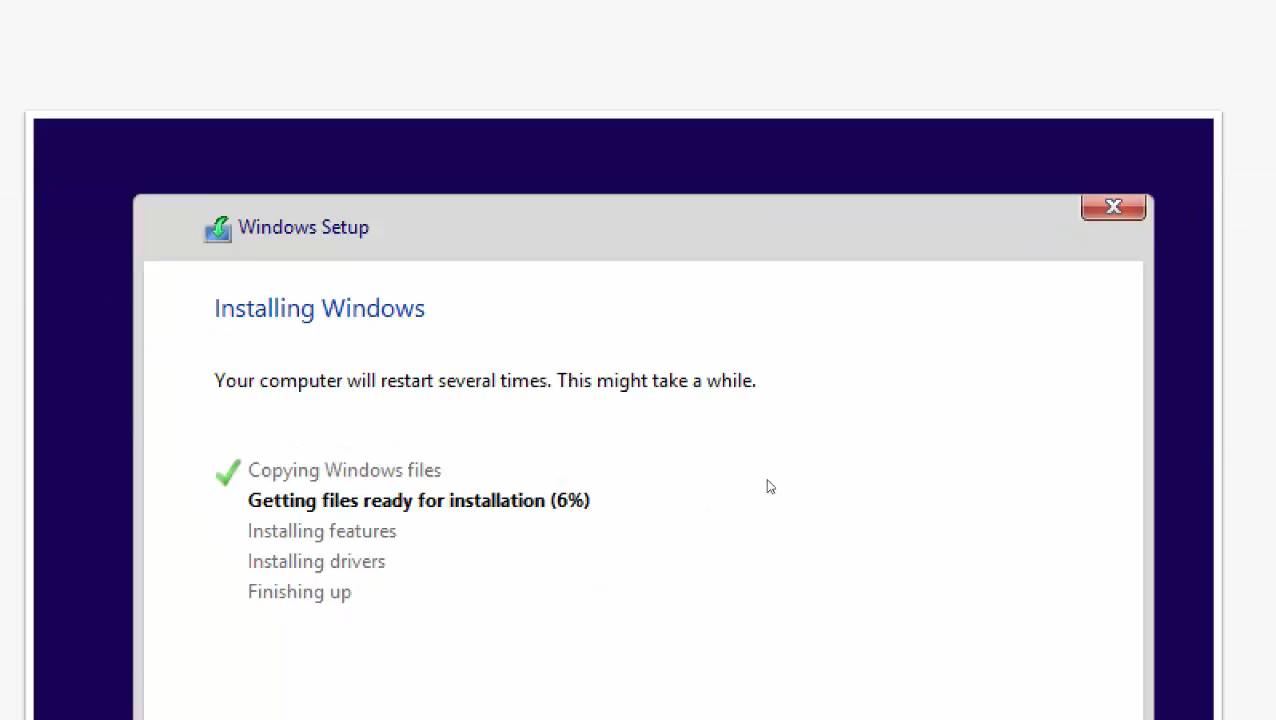 Windows Setup
Installing Windows
Your computer will restart several times. This might take a while.
Copying Windows files
Getting files ready for installation (6%)
Installing features
Installing drivers
Finishing up